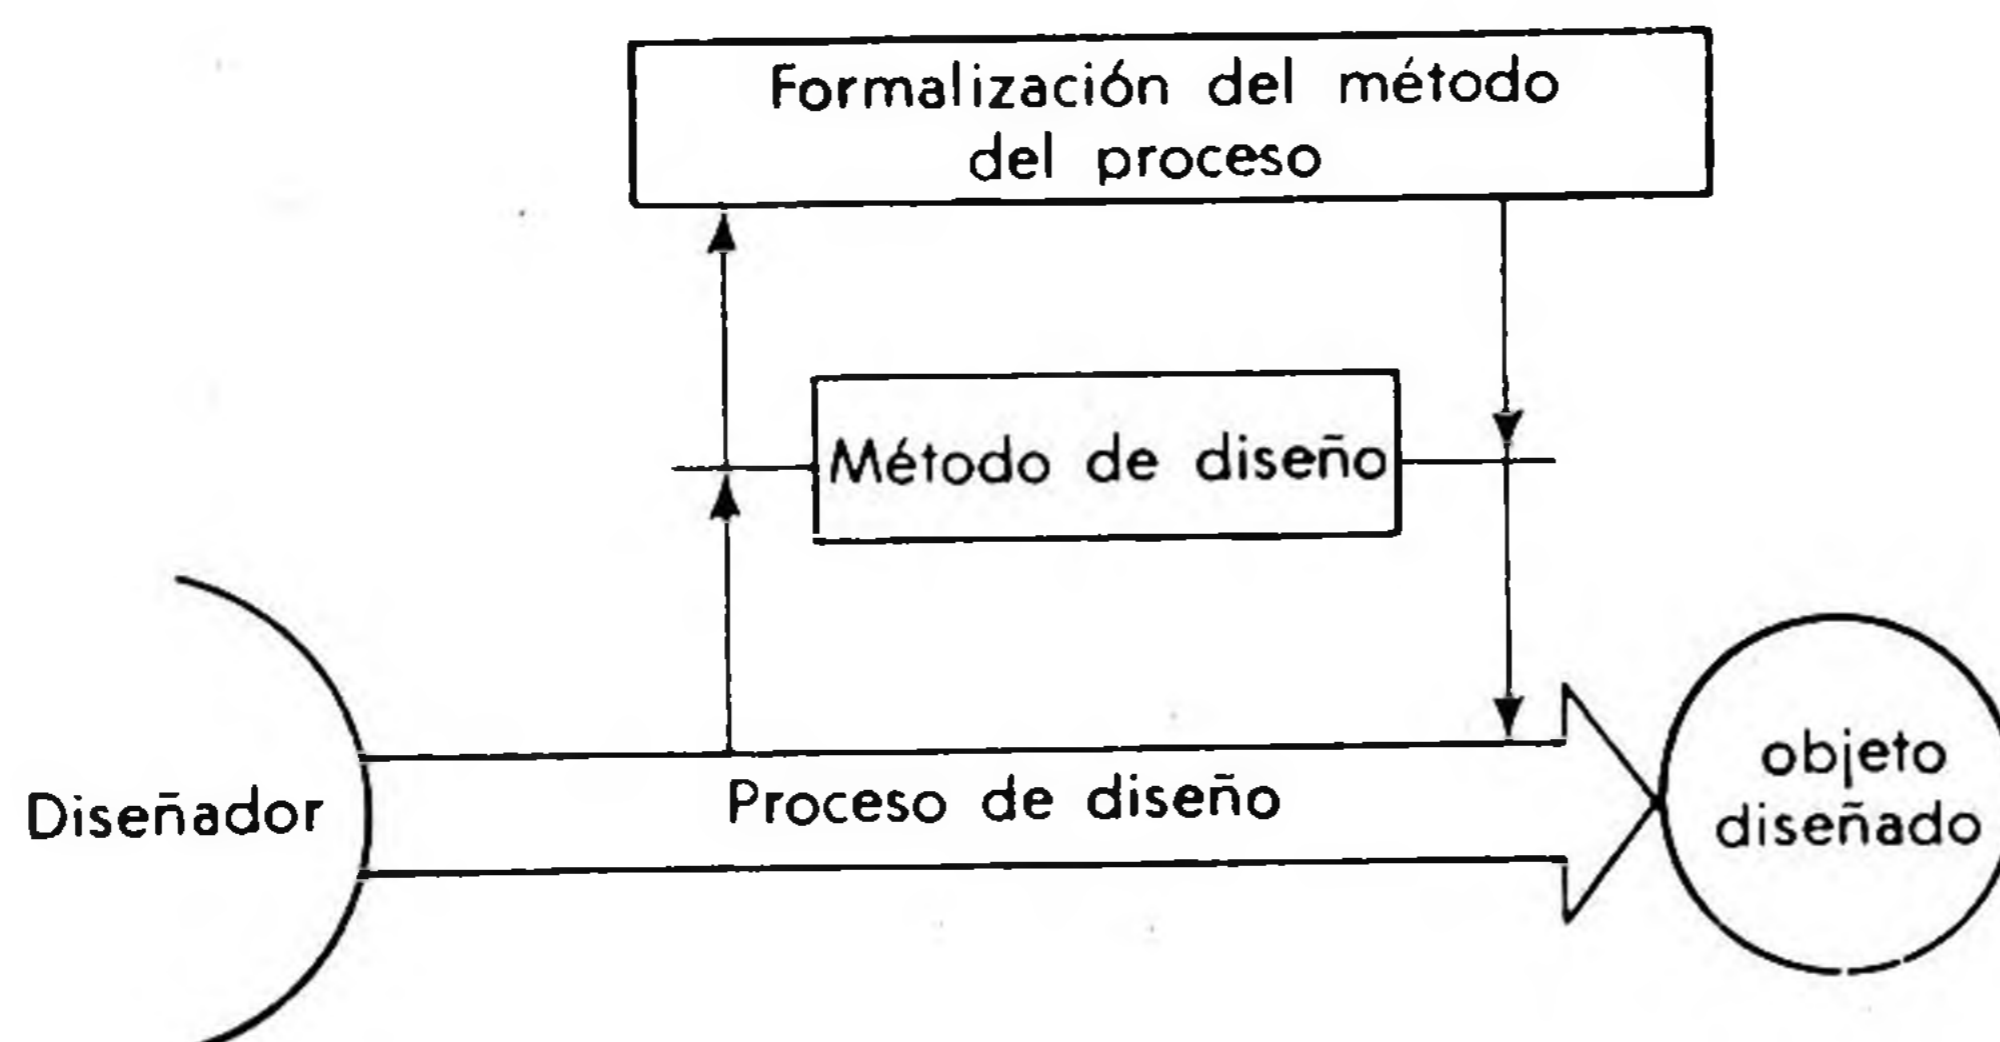 Formalización del método
del proceso
Método de diseño
Diseñador
Proceso de diseño
objeto
diseñado